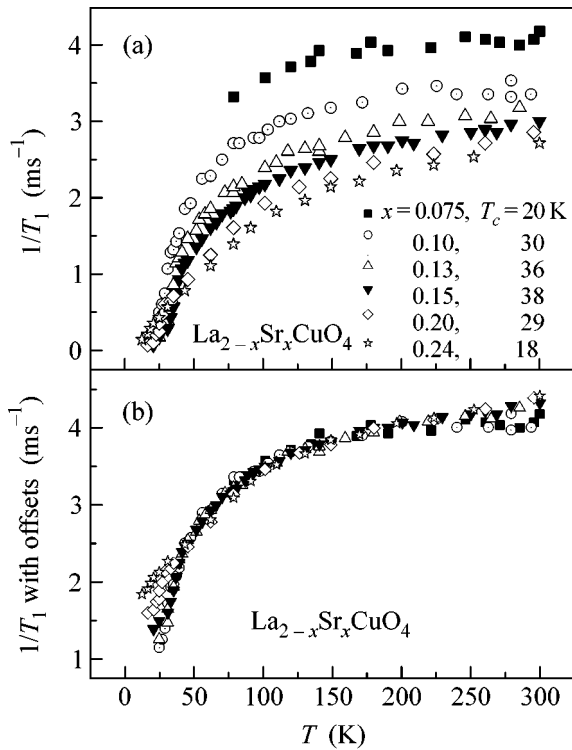 (a)
1/T₁ (ms⁻¹)
4
3
2
1
0
x = 0.075, T_c = 20 K
0.10, 30
0.13, 36
0.15, 38
0.20, 29
0.24, 18
La₂₋ₓSrₓCuO₄
(b)
1/T₁ with offsets (ms⁻¹)
4
3
2
1
La₂₋ₓSrₓCuO₄
0 50 100 150 200 250 300
T (K)